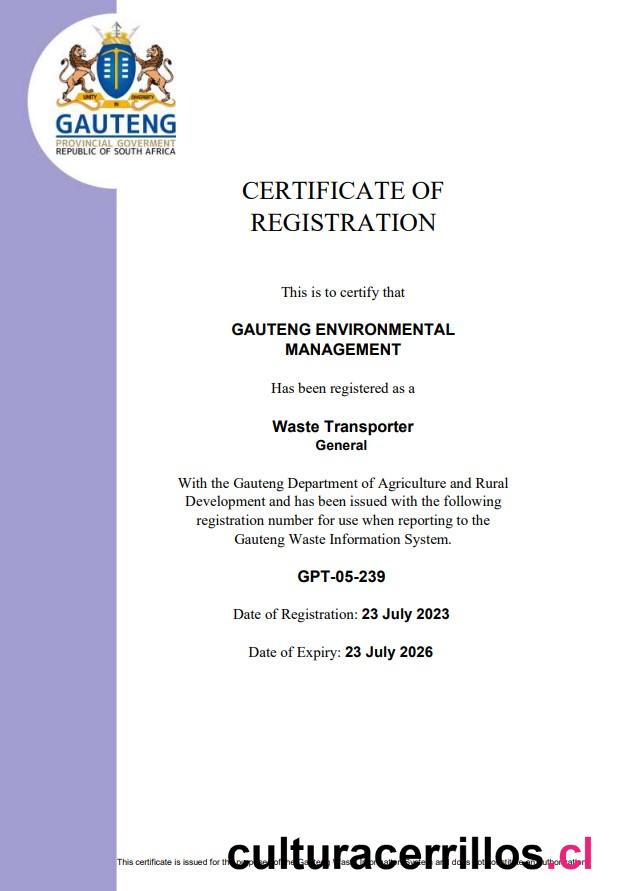 UNITY
IN
DIVERSITY
GAUTENG
PROVINCIAL GOVERMENT
REPUBLIC OF SOUTH AFRICA
CERTIFICATE OF
REGISTRATION
This is to certify that
GAUTENG ENVIRONMENTAL
MANAGEMENT
Has been registered as a
Waste Transporter
General
With the Gauteng Department of Agriculture and Rural
Development and has been issued with the following
registration number for use when reporting to the
Gauteng Waste Information System.
GPT-05-239
Date of Registration: 23 July 2023
Date of Expiry: 23 July 2026
This certificate is issued for the purposes of the Gauteng Waste Information System and does not constitute an authorization
culturacerrillos.cl